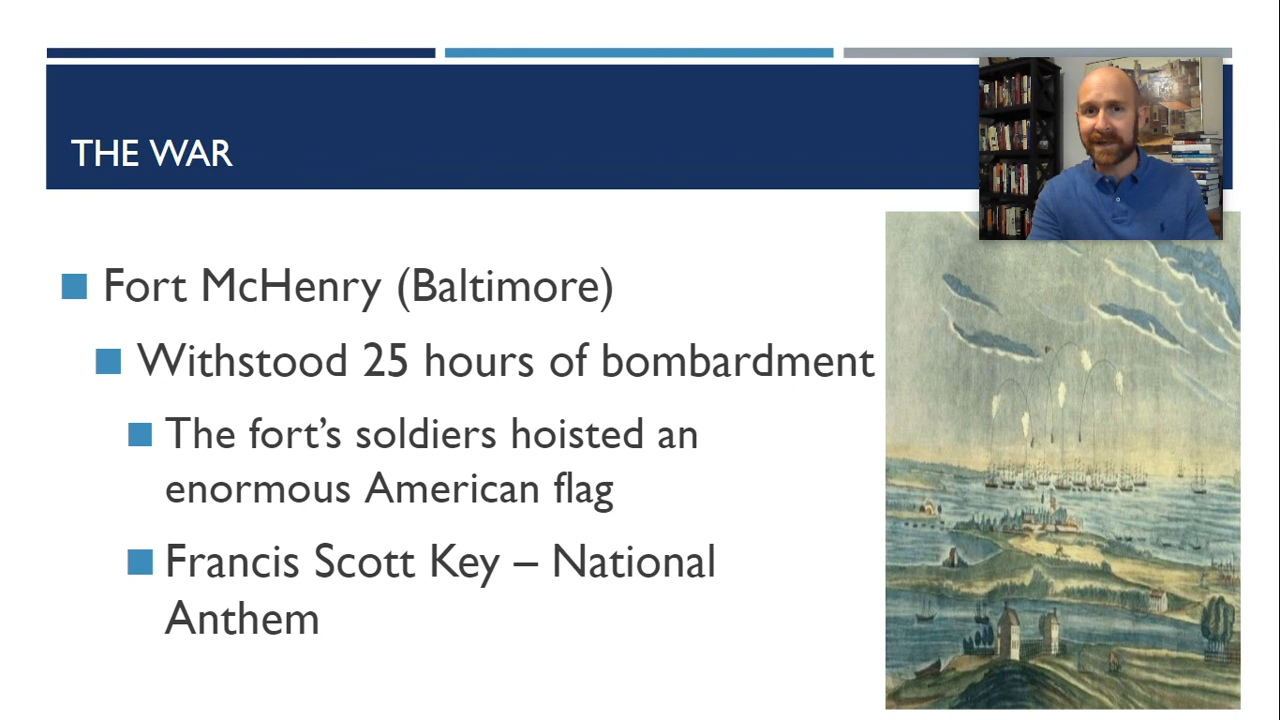 THE WAR
Fort McHenry (Baltimore)
Withstood 25 hours of bombardment
The fort’s soldiers hoisted an
enormous American flag
Francis Scott Key – National
Anthem